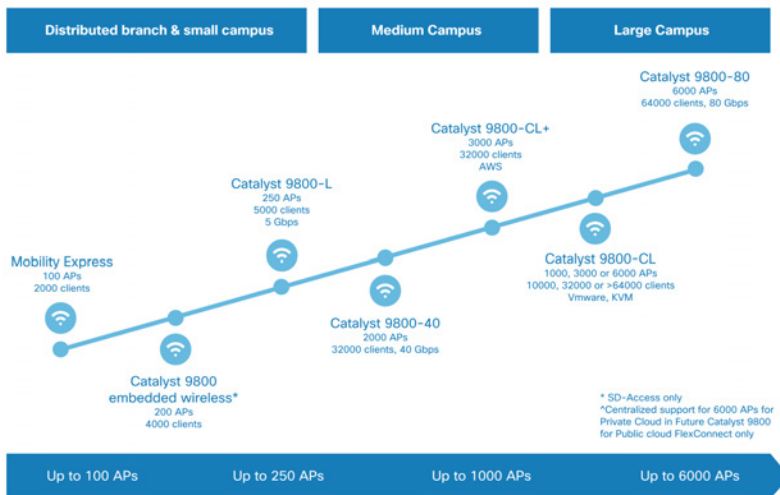 Distributed branch & small campus
Medium Campus
Large Campus
Catalyst 9800-80
6000 APs
64000 clients, 80 Gbps
Catalyst 9800-CL+
3000 APs
32000 clients
AWS
Catalyst 9800-L
250 APs
5000 clients
5 Gbps
Mobility Express
100 APs
2000 clients
Catalyst 9800-CL
1000, 3000 or 6000 APs
10000, 32000 or >64000 clients
Vmware, KVM
Catalyst 9800-40
2000 APs
32000 clients, 40 Gbps
Catalyst 9800
embedded wireless*
200 APs
4000 clients
* SD-Access only
^Centralized support for 6000 APs for
Private Cloud in Future Catalyst 9800
for Public cloud FlexConnect only
Up to 100 APs
Up to 250 APs
Up to 1000 APs
Up to 6000 APs